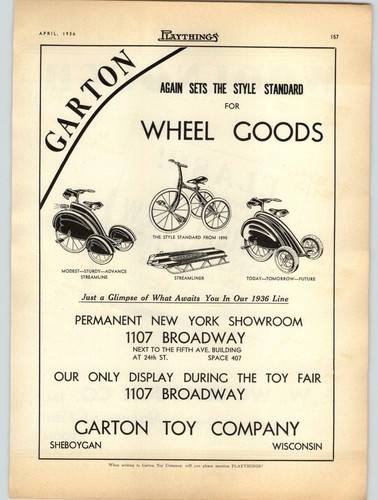 APRIL, 1936
PLAYTHINGS
157
GARTON
AGAIN SETS THE STYLE STANDARD
FOR
WHEEL GOODS
THE STYLE STANDARD FROM 1890
MODEST—STURDY—ADVANCE
STREAMLINE
STREAMLINER
TODAY—TOMORROW—FUTURE
Just a Glimpse of What Awaits You In Our 1936 Line
PERMANENT NEW YORK SHOWROOM
1107 BROADWAY
NEXT TO THE FIFTH AVE. BUILDING
AT 24th ST. SPACE 407
OUR ONLY DISPLAY DURING THE TOY FAIR
1107 BROADWAY
GARTON TOY COMPANY
SHEBOYGAN WISCONSIN
When writing to Garton Toy Company, will you please mention PLAYTHINGS?